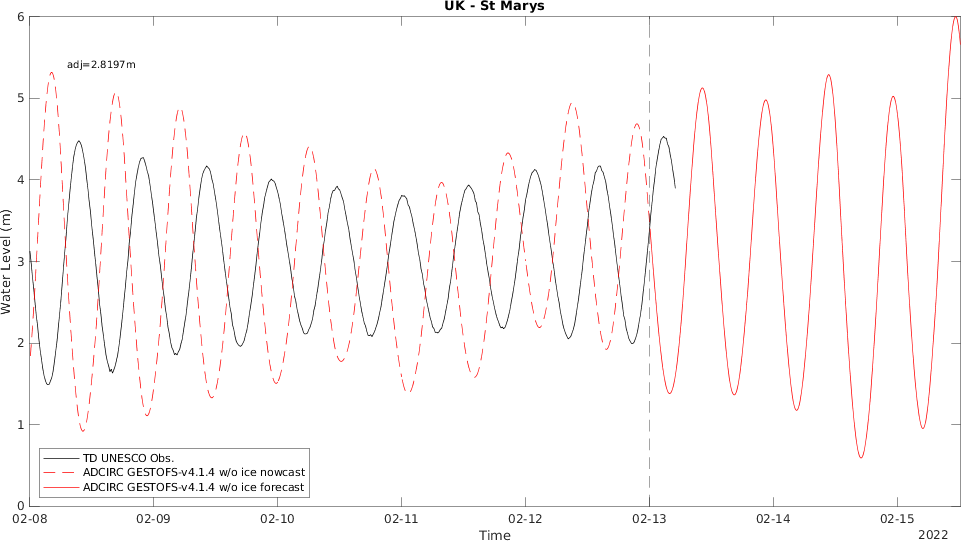 UK - St Marys
6
adj=2.8197m
5
4
3
2
1
0
Water Level (m)
TD UNESCO Obs.
ADCIRC GESTOFS-v4.1.4 w/o ice nowcast
ADCIRC GESTOFS-v4.1.4 w/o ice forecast
02-08 02-09 02-10 02-11 02-12 02-13 02-14 02-15
Time
2022